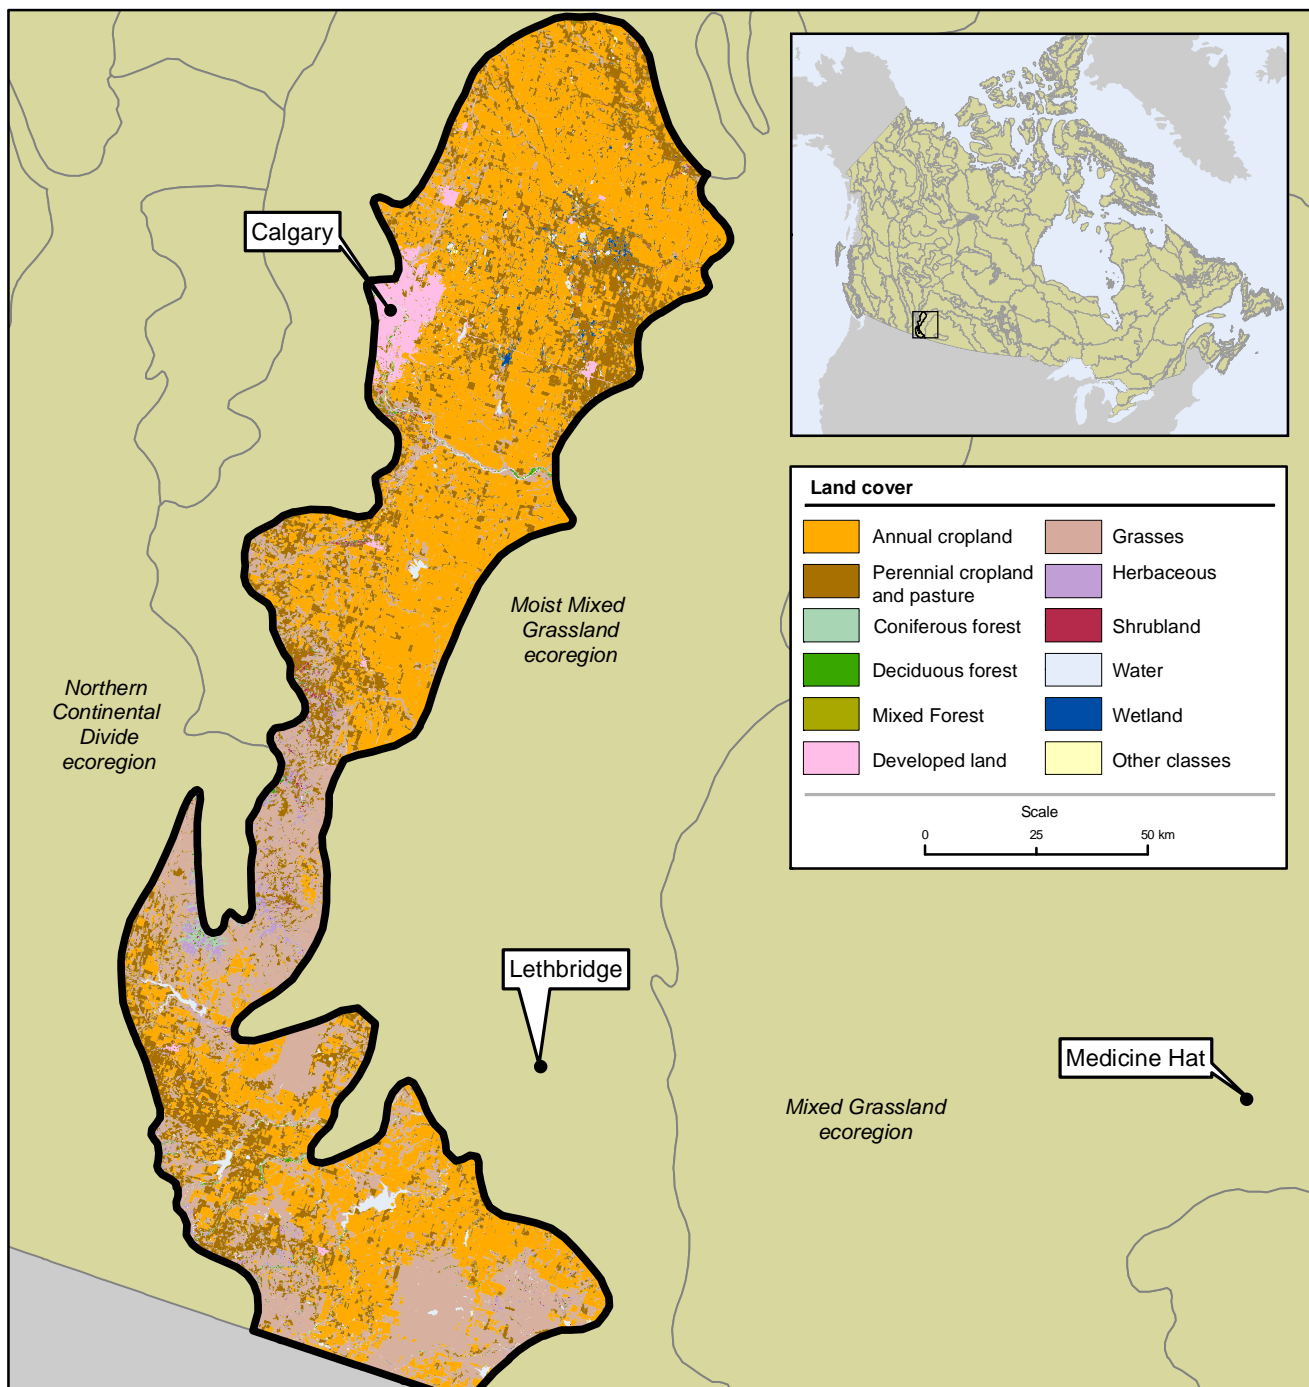 Calgary
Moist Mixed
Grassland
ecoregion
Northern
Continental
Divide
ecoregion
Lethbridge
Medicine Hat
Mixed Grassland
ecoregion
Land cover
Annual cropland
Perennial cropland
and pasture
Coniferous forest
Deciduous forest
Mixed Forest
Developed land
Grasses
Herbaceous
Shrubland
Water
Wetland
Other classes
Scale
0 25 50 km